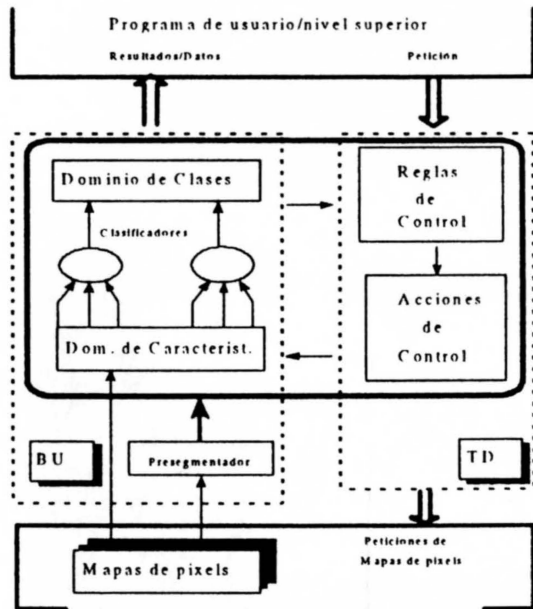 Programa de usuario/nivel superior
Resultados/Datos
Petición
Dominio de Clases
Clasificadores
Dom. de Caracterist.
Reglas
de
Control
Acciones
de
Control
BU
Presegmentador
TD
Mapas de pixels
Peticiones de
Mapas de pixels